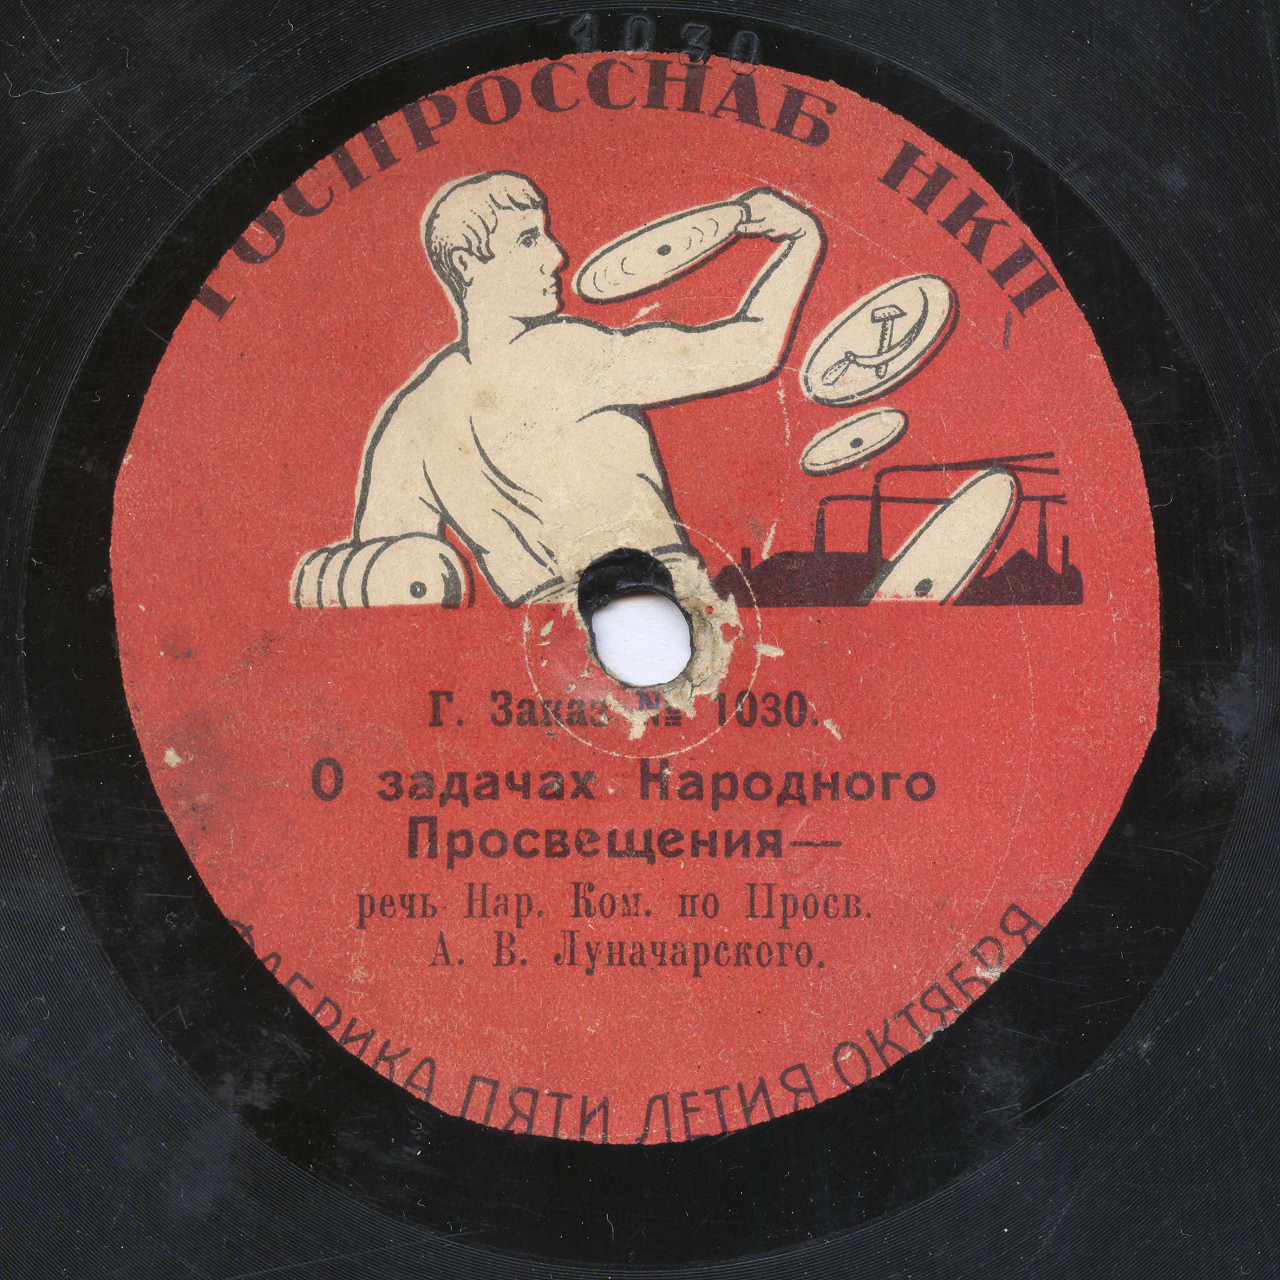 1030
ГОСПРОССНАБ НКП
Г. Заказ № 1030.
О задачах Народного
Просвещения—
речь Нар. Ком. по Просв.
А. В. Луначарского.
ФАБРИКА ПЯТИ ЛЕТИЯ ОКТЯБРЯ